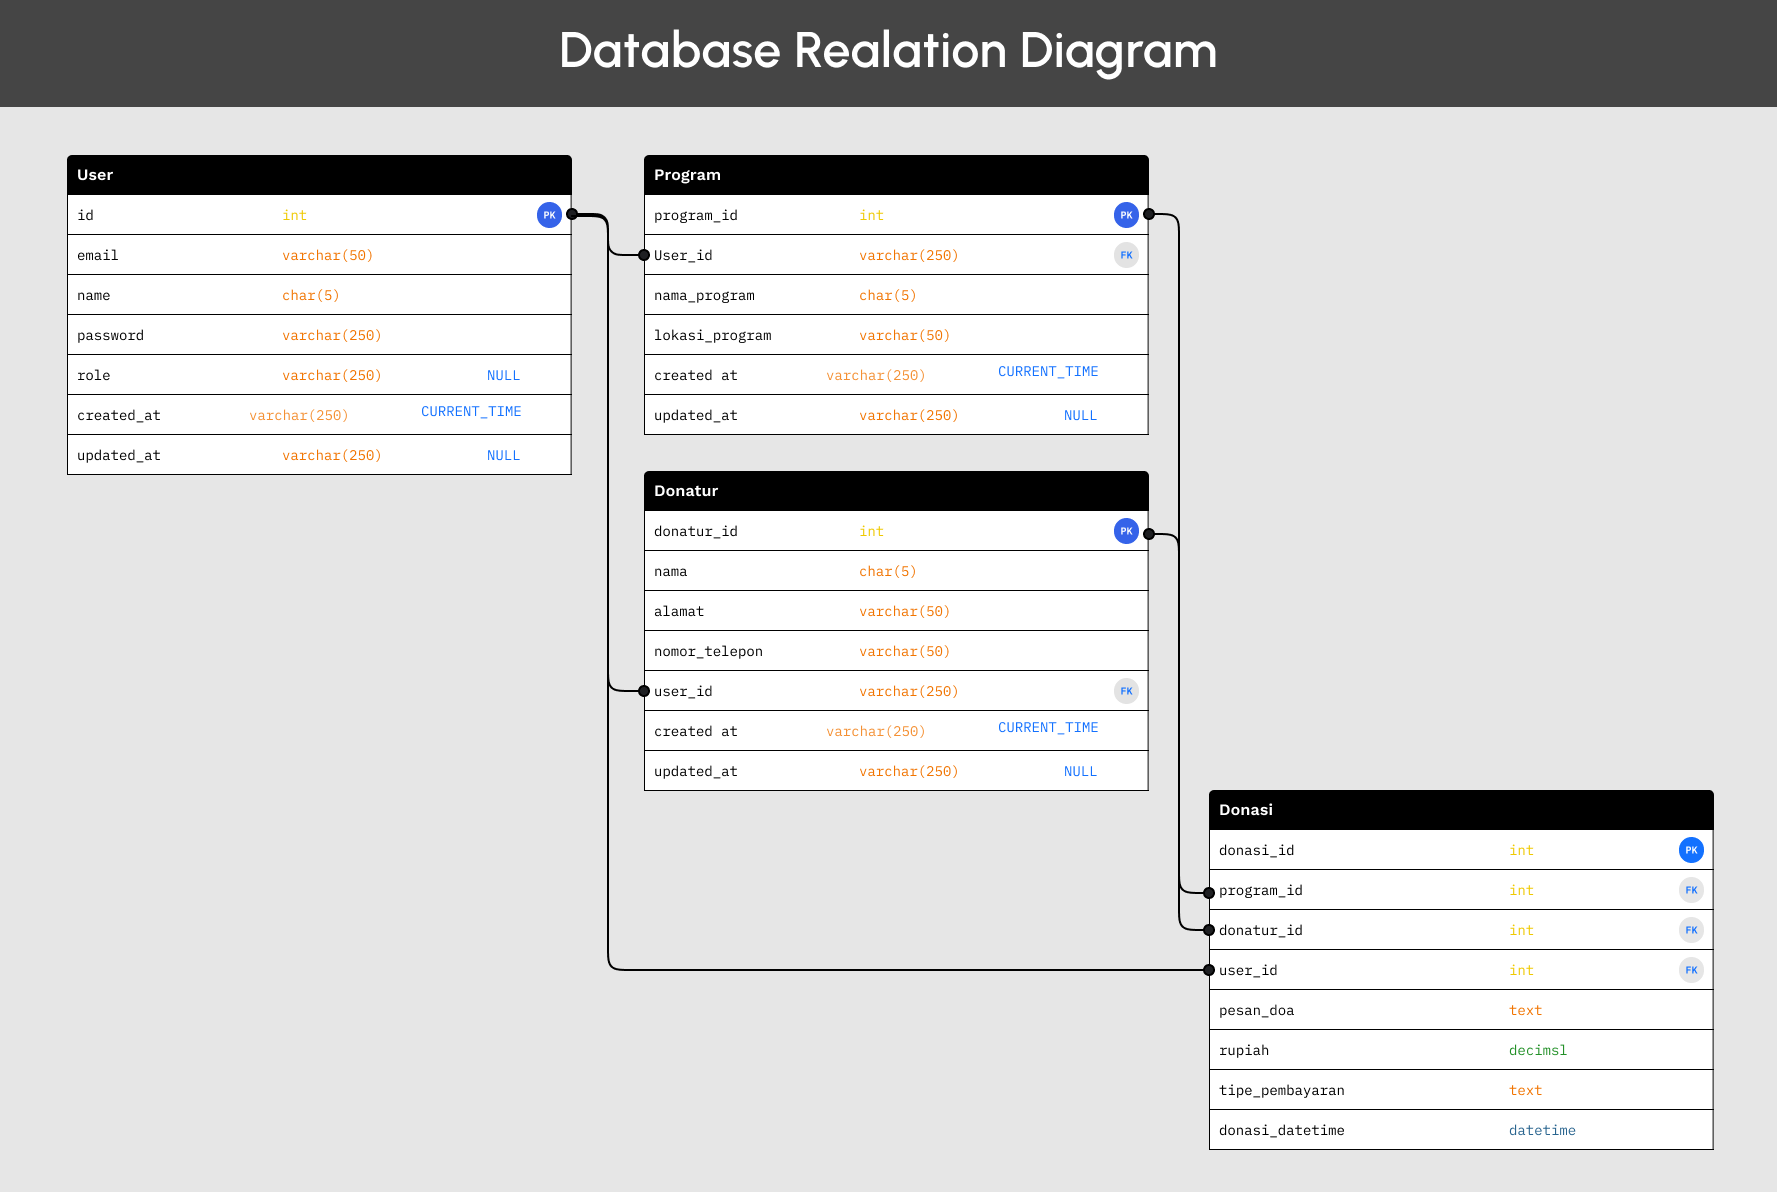 Database Realation Diagram
User
id int PK
email varchar(50)
name char(5)
password varchar(250)
role varchar(250) NULL
created_at varchar(250) CURRENT_TIME
updated_at varchar(250) NULL
Program
program_id int PK
User_id varchar(250) FK
nama_program char(5)
lokasi_program varchar(50)
created at varchar(250) CURRENT_TIME
updated_at varchar(250) NULL
Donatur
donatur_id int PK
nama char(5)
alamat varchar(50)
nomor_telepon varchar(50)
user_id varchar(250) FK
created at varchar(250) CURRENT_TIME
updated_at varchar(250) NULL
Donasi
donasi_id int PK
program_id int FK
donatur_id int FK
user_id int FK
pesan_doa text
rupiah decimsl
tipe_pembayaran text
donasi_datetime datetime